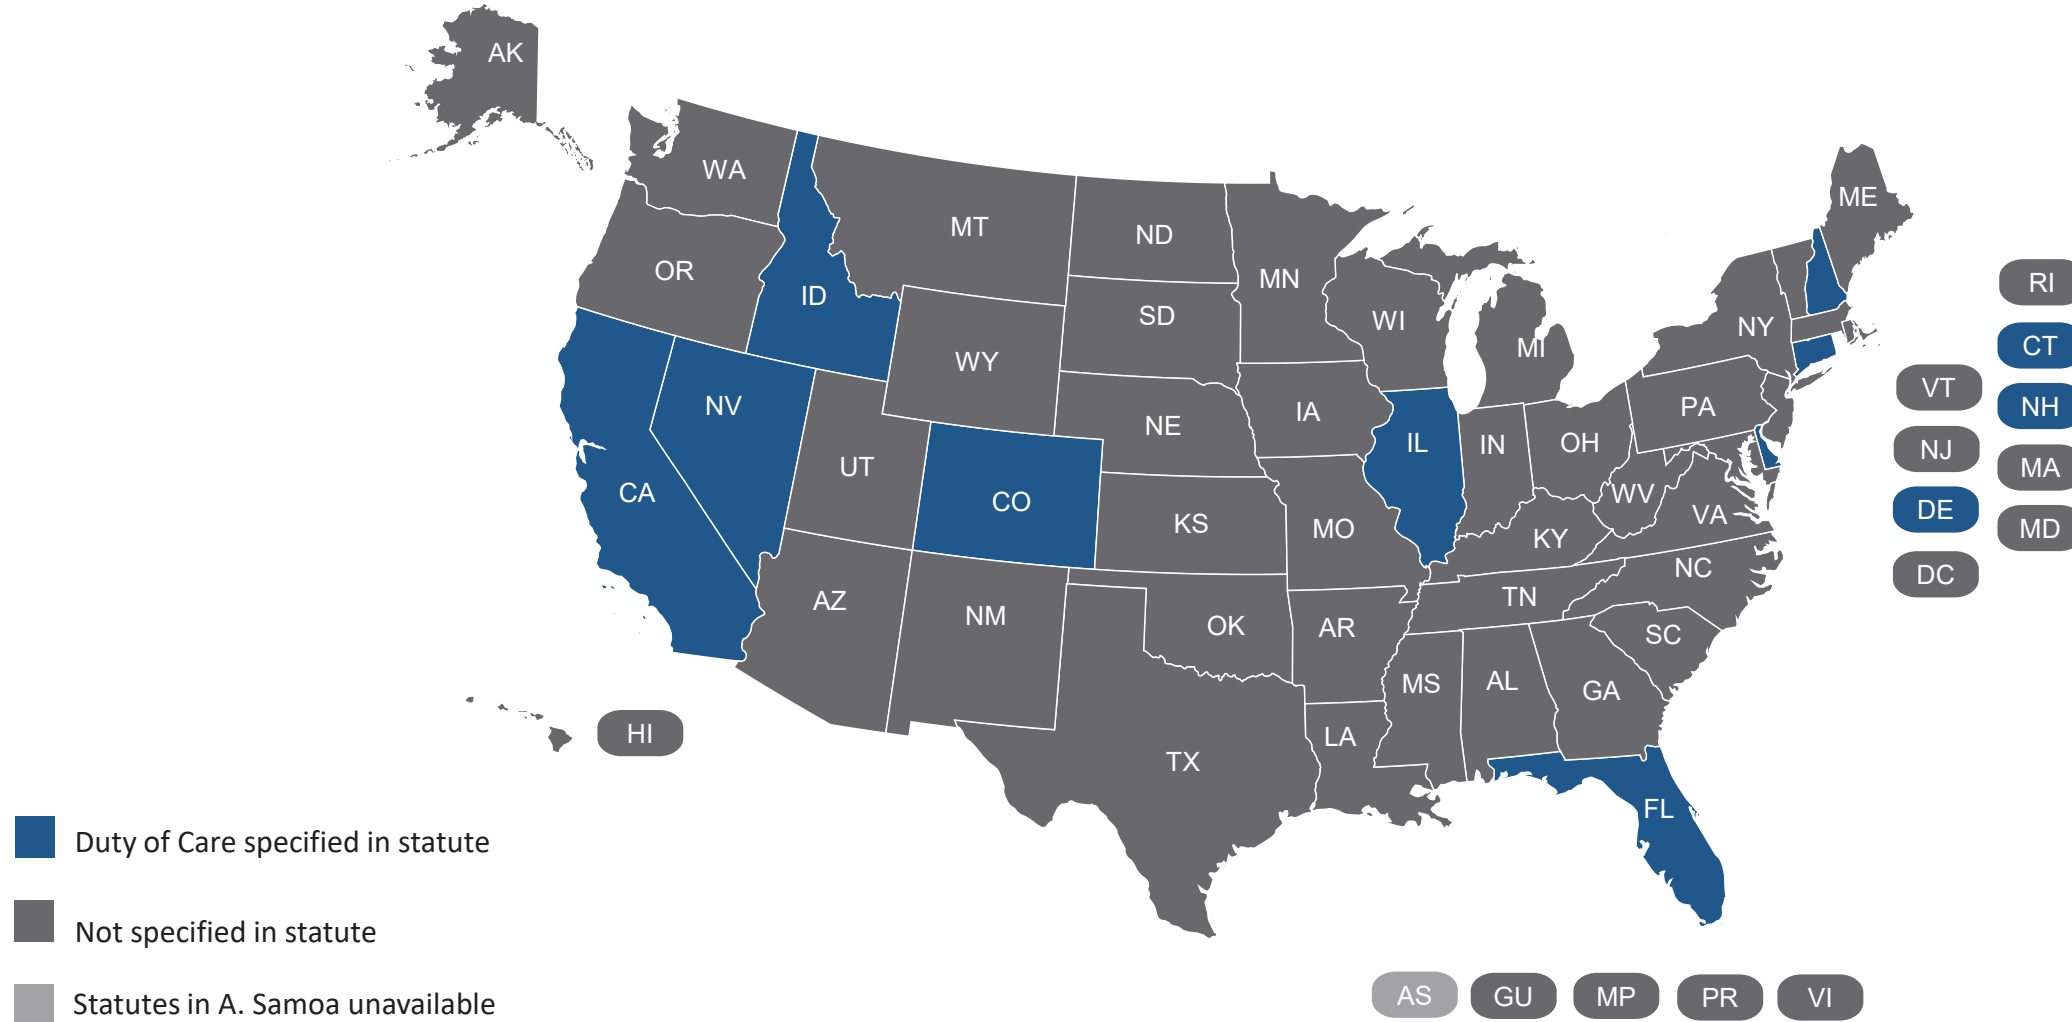 AK
WA
MT
ND
MN
ME
OR
ID
SD
WI
MI
NY
RI
WY
CT
NV
NE
IA
PA
VT
NH
UT
CO
IL
IN
OH
NJ
MA
CA
KS
MO
WV
VA
DE
MD
KY
NC
DC
AZ
NM
OK
AR
TN
SC
MS
AL
GA
HI
TX
LA
FL
Duty of Care specified in statute
Not specified in statute
Statutes in A. Samoa unavailable
AS
GU
MP
PR
VI